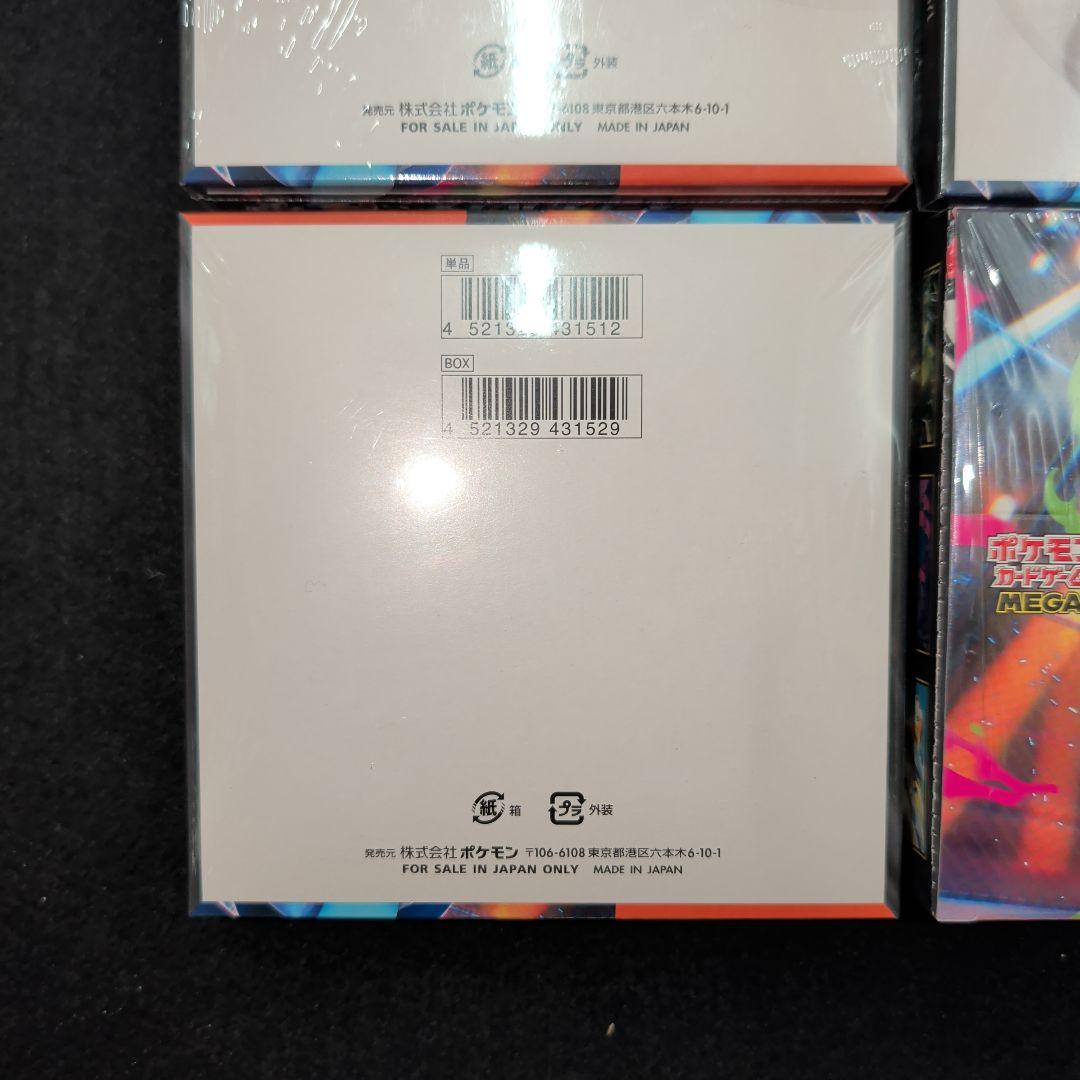 紙 プラ 外装
発売元 株式会社ポケモン 6108 東京都港区六本木6-10-1
FOR SALE IN JAPAN ONLY MADE IN JAPAN
単品
4 521329 431512
BOX
4 521329 431529
紙 箱 プラ 外装
発売元 株式会社ポケモン 〒106-6108 東京都港区六本木6-10-1
FOR SALE IN JAPAN ONLY MADE IN JAPAN
ポケモン
カードゲーム
MEGA